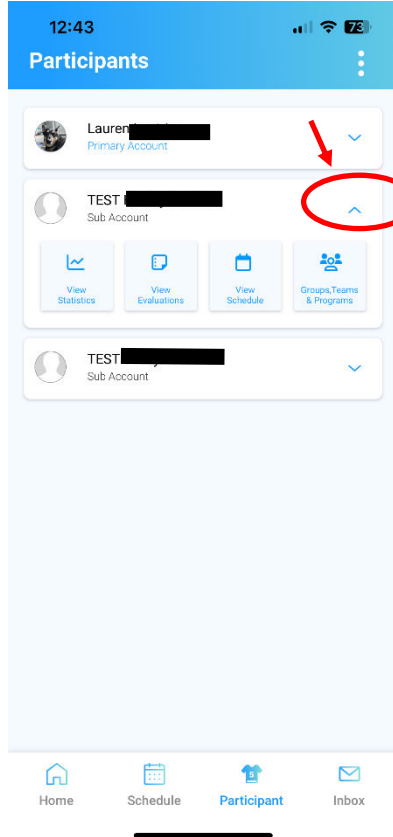 12:43
73
Participants
Lauren
Primary Account
TEST
Sub Account
View
Statistics
View
Evaluations
View
Schedule
Groups,Teams
& Programs
TEST
Sub Account
5
Home
Schedule
Participant
Inbox